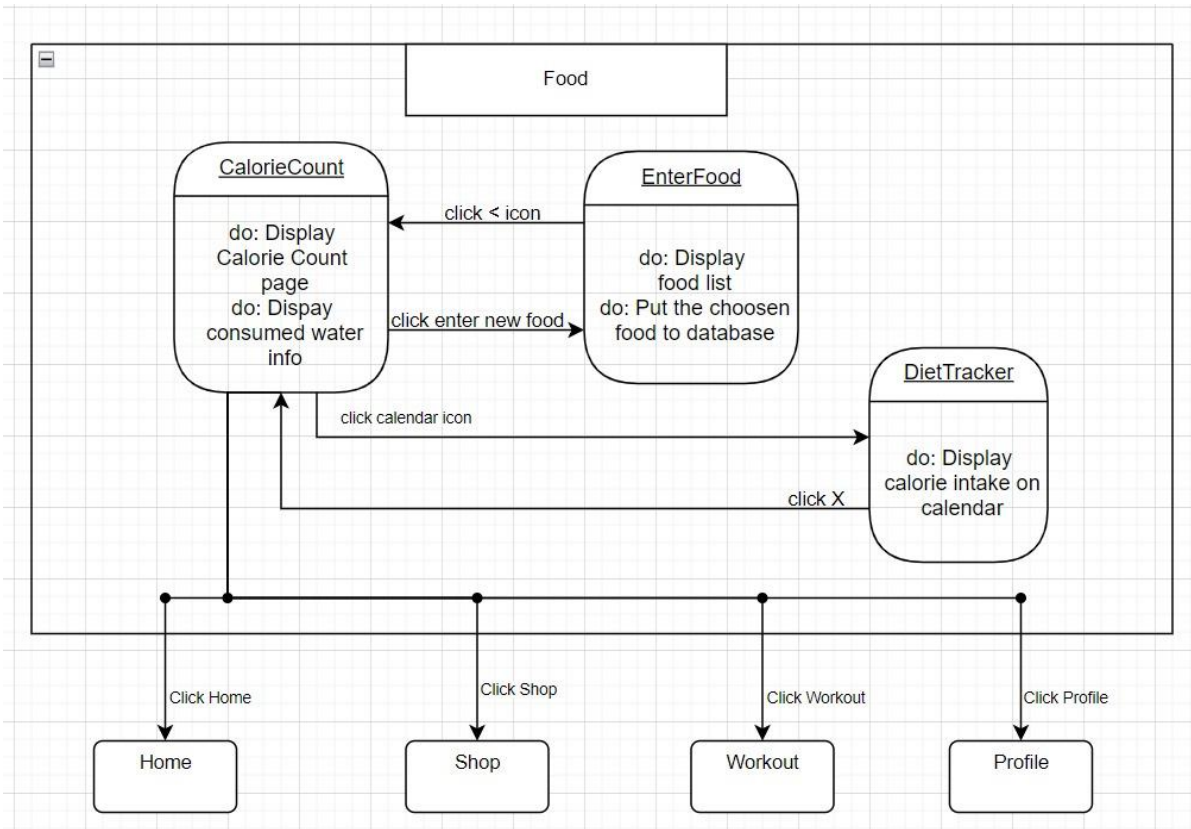 Food
CalorieCount
do: Display
Calorie Count
page
do: Dispay
consumed water
info
click < icon
click enter new food
EnterFood
do: Display
food list
do: Put the choosen
food to database
DietTracker
do: Display
calorie intake on
calendar
click calendar icon
click X
Click Home
Click Shop
Click Workout
Click Profile
Home
Shop
Workout
Profile